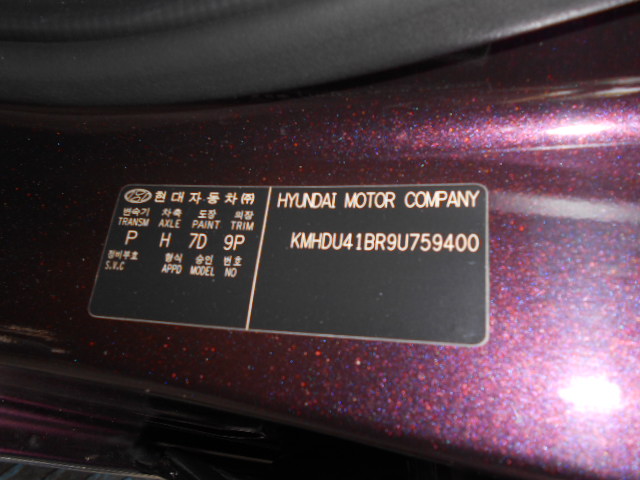 현대자동차㈜
변속기 차축 도장 의장
TRANSM AXLE PAINT TRIM
P H 7D 9P
정비부호 형식 승인 번호
S.V.C APPD MODEL NO
HYUNDAI MOTOR COMPANY
KMHDU41BR9U759400